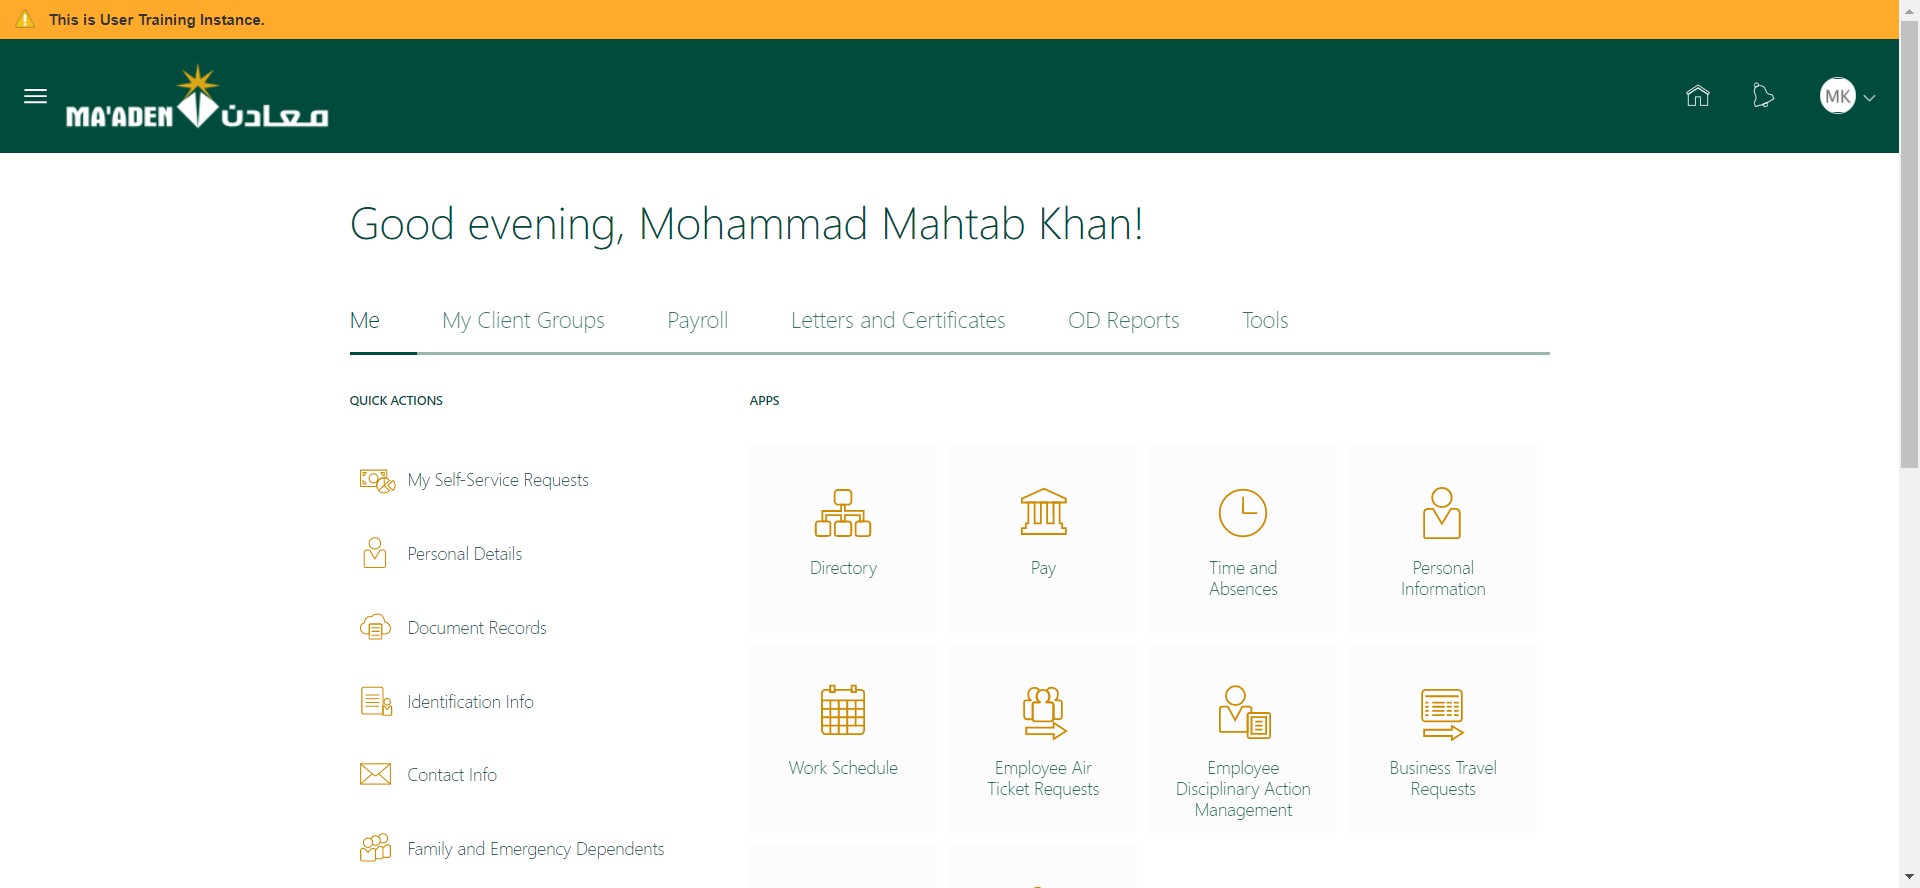 This is User Training Instance.
MA'ADEN معادن
MK
Good evening, Mohammad Mahtab Khan!
Me
My Client Groups
Payroll
Letters and Certificates
OD Reports
Tools
QUICK ACTIONS
My Self-Service Requests
Personal Details
Document Records
Identification Info
Contact Info
Family and Emergency Dependents
APPS
Directory
Pay
Time and
Absences
Personal
Information
Work Schedule
Employee Air
Ticket Requests
Employee
Disciplinary Action
Management
Business Travel
Requests